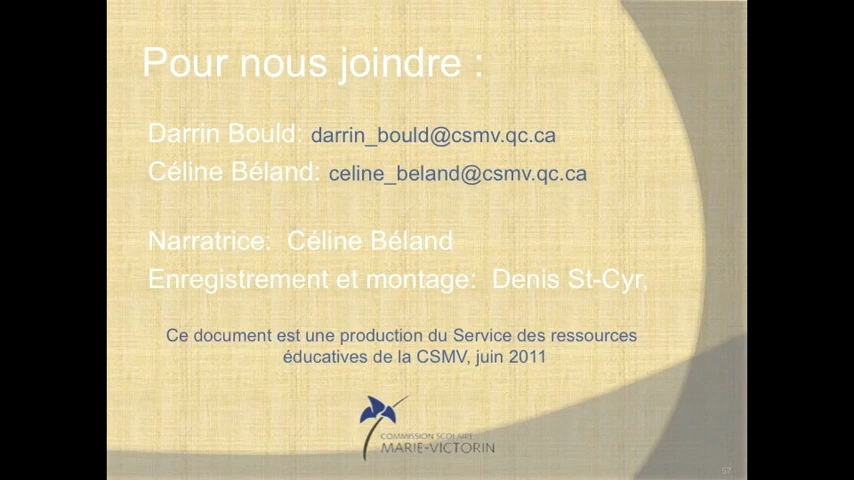 Pour nous joindre :
Darrin Bould: darrin_bould@csmv.qc.ca
Céline Béland: celine_beland@csmv.qc.ca
Narratrice:  Céline Béland
Enregistrement et montage:  Denis St-Cyr,
Ce document est une production du Service des ressources
éducatives de la CSMV, juin 2011
COMMISSION SCOLAIRE
MARIE-VICTORIN
57